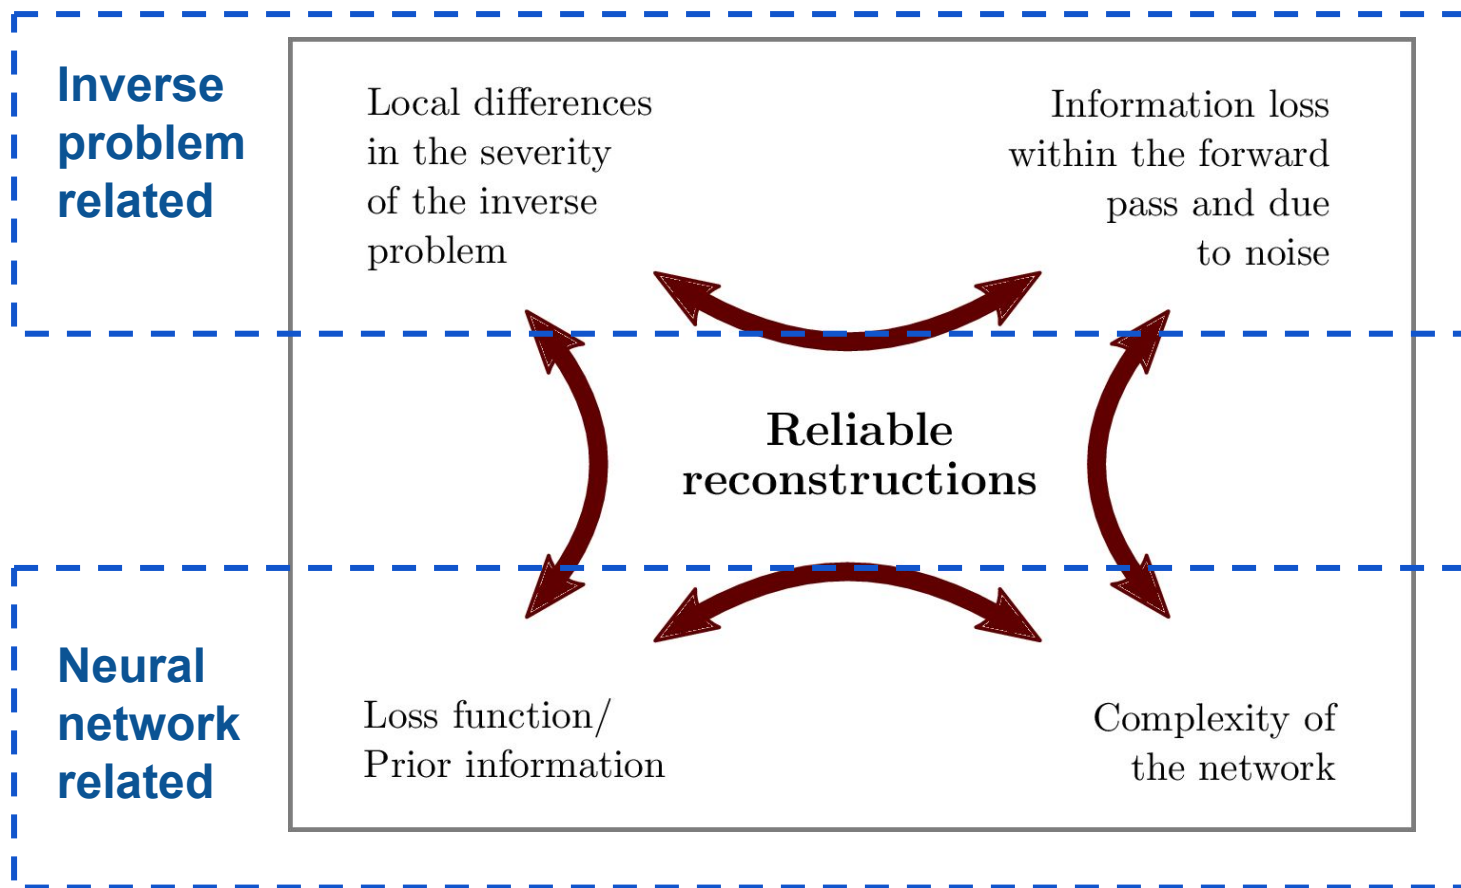 Inverse
problem
related
Local differences
in the severity
of the inverse
problem
Information loss
within the forward
pass and due
to noise
Reliable
reconstructions
Neural
network
related
Loss function/
Prior information
Complexity of
the network